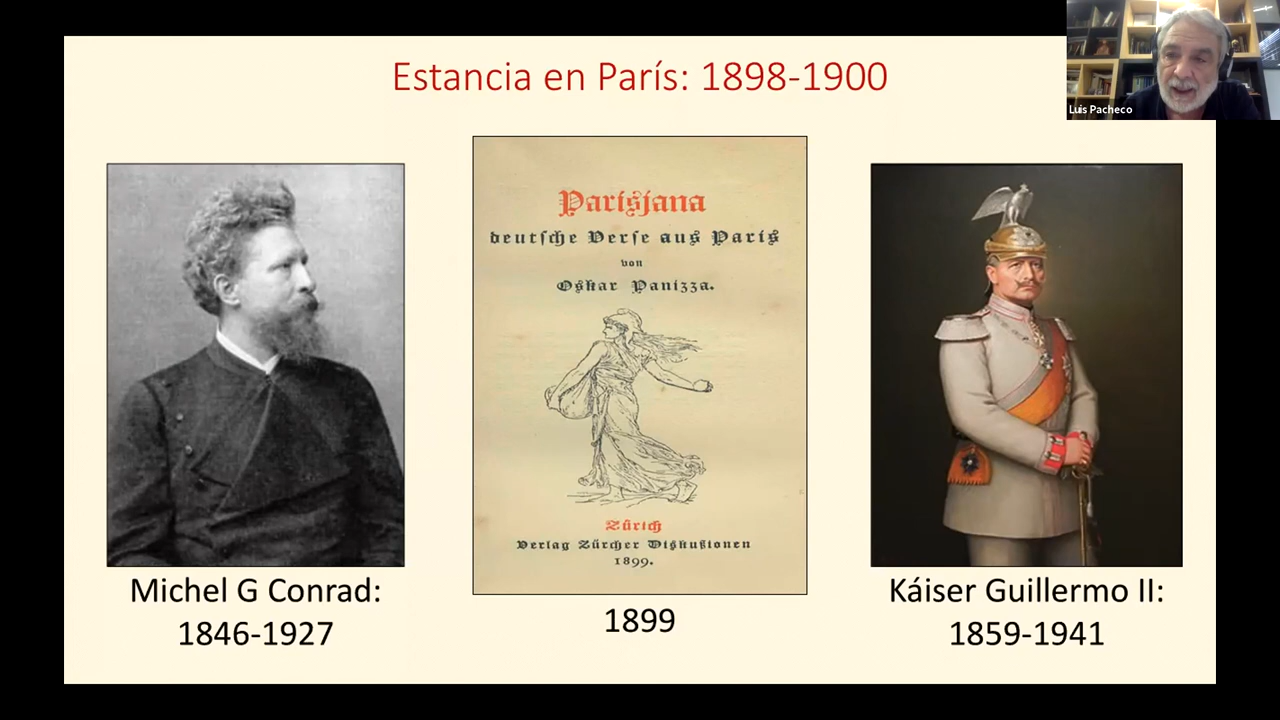 Estancia en París: 1898-1900
Luis Pacheco
Parisjana
deutsche Verse aus Paris
von
Oskar Panizza.
Zürich
Verlag Zürcher Diskußionen
1899.
Michel G Conrad:
1846-1927
1899
Káiser Guillermo II:
1859-1941